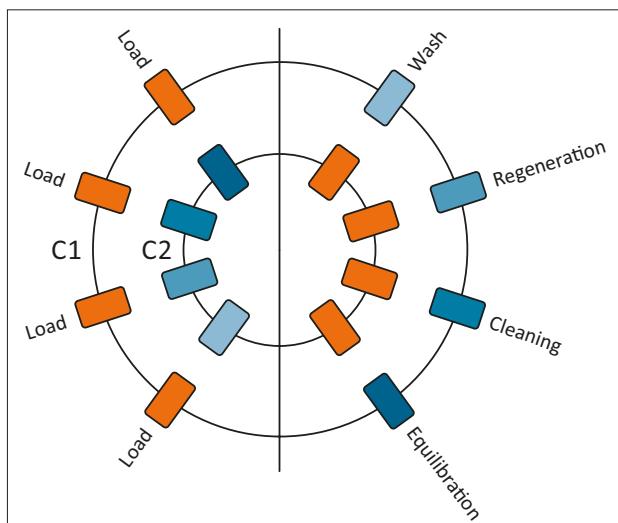 Load
Wash
Load
Regeneration
C1
C2
Load
Cleaning
Load
Equilibration